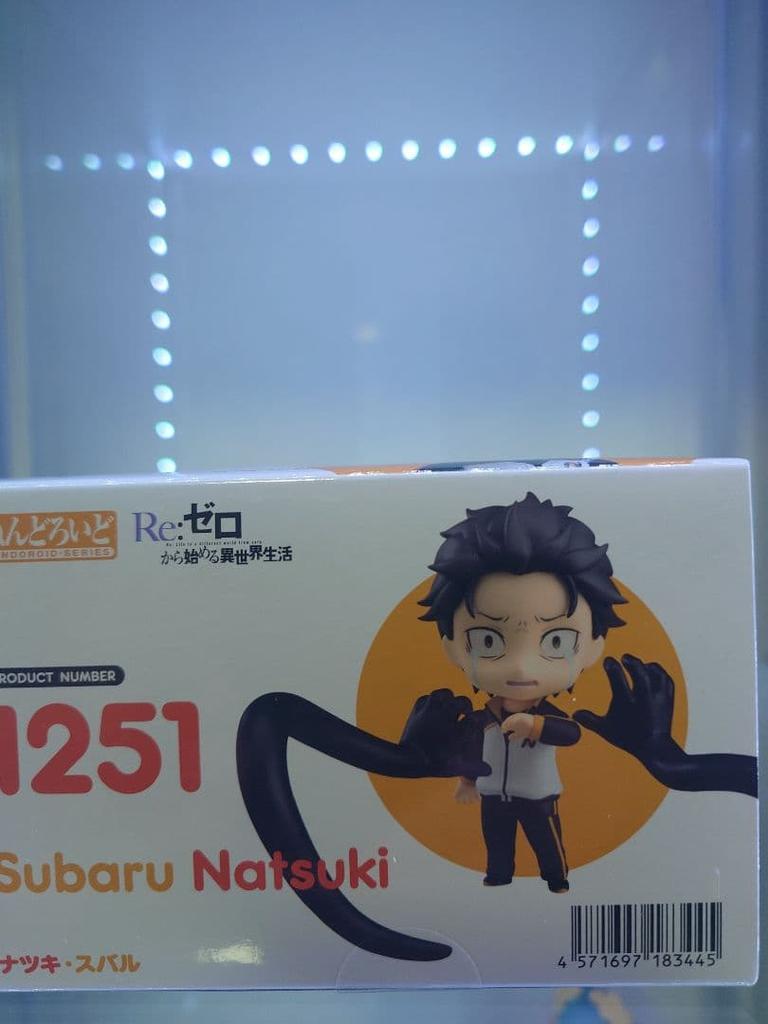 んどろいど
NDOROID·SERIES
Re:ゼロ
Re: Life in a different world from zero
から始める異世界生活
RODUCT NUMBER
1251
Subaru Natsuki
ナツキ・スバル
4 571697 183445